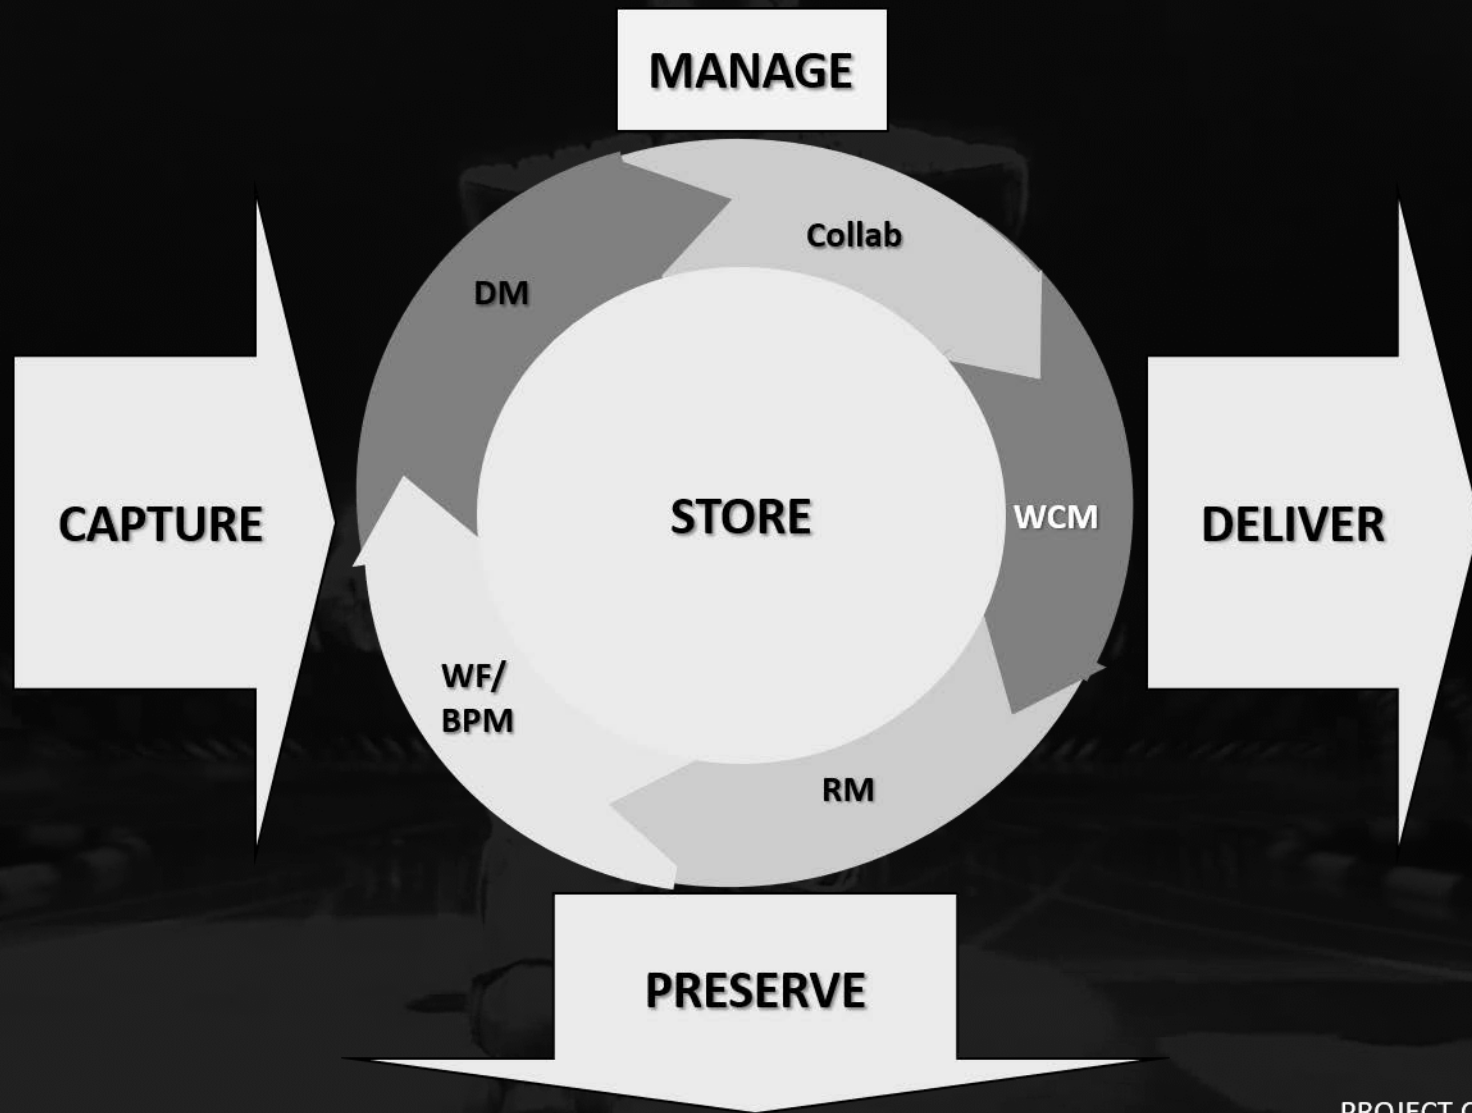 MANAGE
Collab
DM
CAPTURE
STORE
WCM
DELIVER
WF/
BPM
RM
PRESERVE